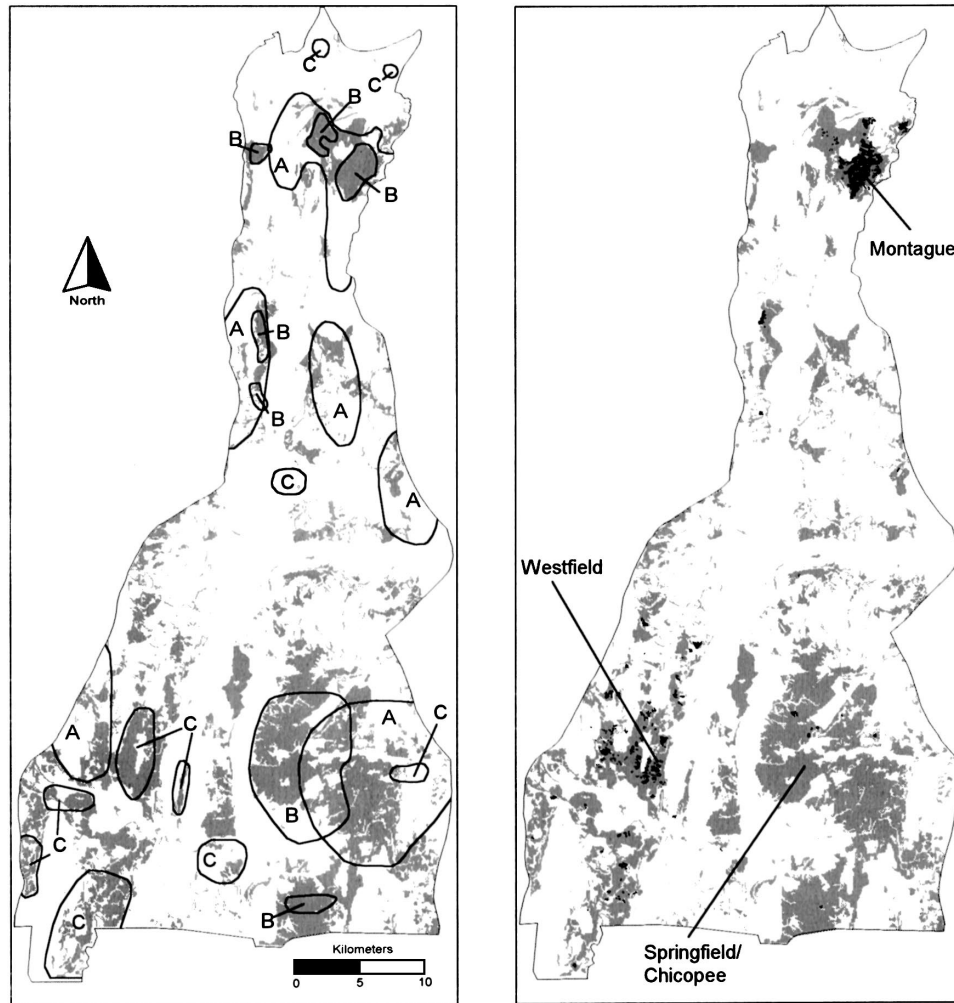 C
C
B
B
A
B
North
A
B
A
B
C
A
A
C
A
C
B
C
C
C
B
Kilometers
0 5 10
Montague
Westfield
Springfield/
Chicopee